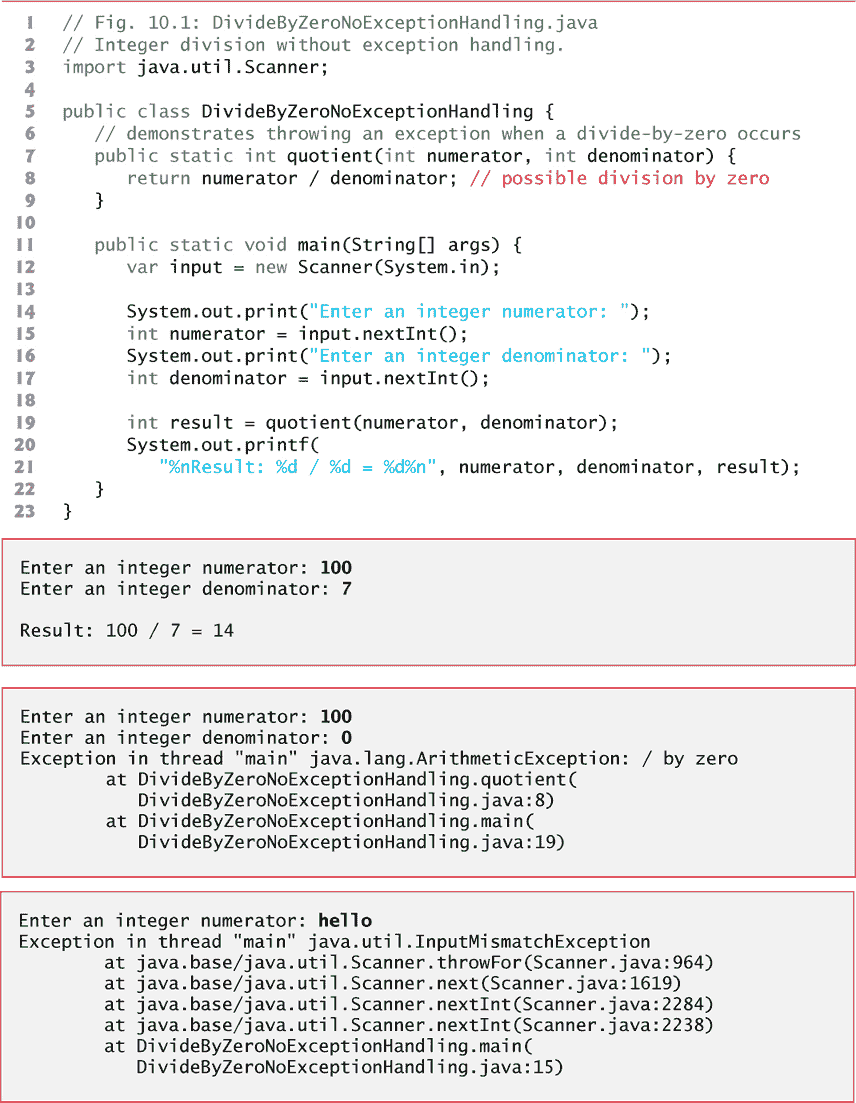 1 // Fig. 10.1: DivideByZeroNoExceptionHandling.java
2 // Integer division without exception handling.
3 import java.util.Scanner;
4
5 public class DivideByZeroNoExceptionHandling {
6 // demonstrates throwing an exception when a divide-by-zero occurs
7 public static int quotient(int numerator, int denominator) {
8 return numerator / denominator; // possible division by zero
9 }
10
11 public static void main(String[] args) {
12 var input = new Scanner(System.in);
13
14 System.out.print("Enter an integer numerator: ");
15 int numerator = input.nextInt();
16 System.out.print("Enter an integer denominator: ");
17 int denominator = input.nextInt();
18
19 int result = quotient(numerator, denominator);
20 System.out.printf(
21 "%nResult: %d / %d = %d%n", numerator, denominator, result);
22 }
23 }
Enter an integer numerator: 100
Enter an integer denominator: 7
Result: 100 / 7 = 14
Enter an integer numerator: 100
Enter an integer denominator: 0
Exception in thread "main" java.lang.ArithmeticException: / by zero
at DivideByZeroNoExceptionHandling.quotient(
DivideByZeroNoExceptionHandling.java:8)
at DivideByZeroNoExceptionHandling.main(
DivideByZeroNoExceptionHandling.java:19)
Enter an integer numerator: hello
Exception in thread "main" java.util.InputMismatchException
at java.base/java.util.Scanner.throwFor(Scanner.java:964)
at java.base/java.util.Scanner.next(Scanner.java:1619)
at java.base/java.util.Scanner.nextInt(Scanner.java:2284)
at java.base/java.util.Scanner.nextInt(Scanner.java:2238)
at DivideByZeroNoExceptionHandling.main(
DivideByZeroNoExceptionHandling.java:15)